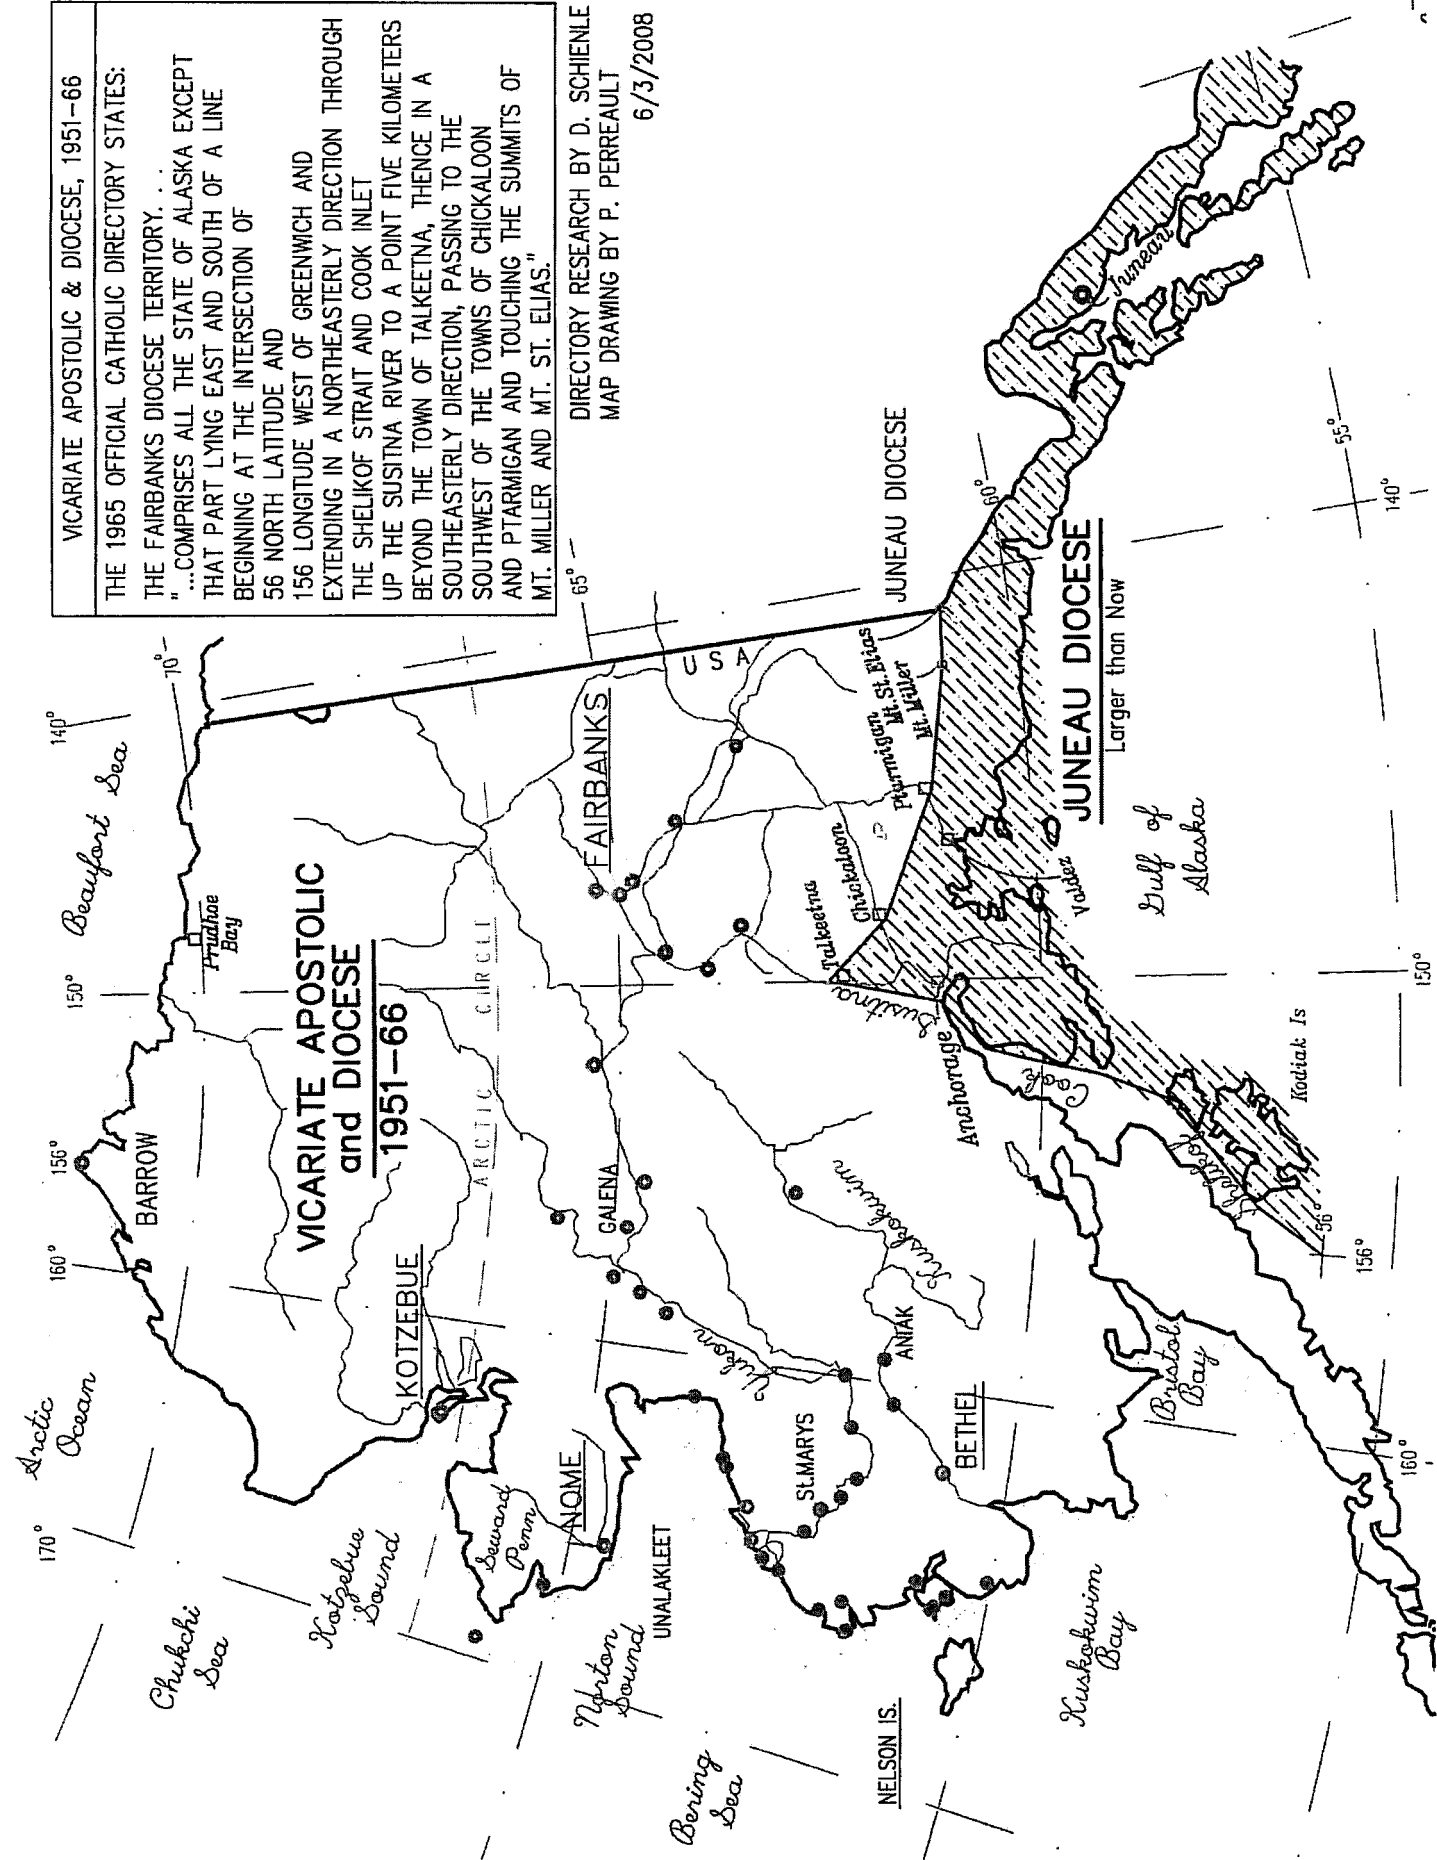 VICARIATE APOSTOLIC & DIOCESE, 1951-66
THE 1965 OFFICIAL CATHOLIC DIRECTORY STATES:
THE FAIRBANKS DIOCESE TERRITORY. . .
"...COMPRISES ALL THE STATE OF ALASKA EXCEPT
THAT PART LYING EAST AND SOUTH OF A LINE
BEGINNING AT THE INTERSECTION OF
56 NORTH LATITUDE AND
156 LONGITUDE WEST OF GREENWICH AND
EXTENDING IN A NORTHEASTERLY DIRECTION THROUGH
THE SHELIKOF STRAIT AND COOK INLET
UP THE SUSITNA RIVER TO A POINT FIVE KILOMETERS
BEYOND THE TOWN OF TALKEETNA, THENCE IN A
SOUTHEASTERLY DIRECTION, PASSING TO THE
SOUTHWEST OF THE TOWNS OF CHICKALOON
AND PTARMIGAN AND TOUCHING THE SUMMITS OF
MT. MILLER AND MT. ST. ELIAS."
DIRECTORY RESEARCH BY D. SCHIENLE
MAP DRAWING BY P. PERREAULT
6/3/2008
Arctic
Ocean
Beaufort Sea
Chukchi
Sea
Kotzebue
Sound
Norton
Sound
Bering
Sea
Kuskokwim
Bay
Bristol
Bay
Gulf of
Alaska
170°
160°
156°
150°
140°
70°
65°
60°
55°
140°
150°
156°
56°
160°
BARROW
Prudhoe
Bay
VICARIATE APOSTOLIC
and DIOCESE
1951-66
ARCTIC CIRCLE
KOTZEBUE
Seward
Penn
NOME
UNALAKLEET
GALENA
FAIRBANKS
USA
Yukon
St.MARYS
ANIAK
Kuskokwim
BETHEL
NELSON IS.
Talkeetna
Chickaloon
Ptarmigan
Mt.St.Elias
Mt.Miller
JUNEAU DIOCESE
Susitna
Anchorage
Cook
Valdez
Shelikof
Kodiak Is
JUNEAU DIOCESE
Larger than Now
Juneau